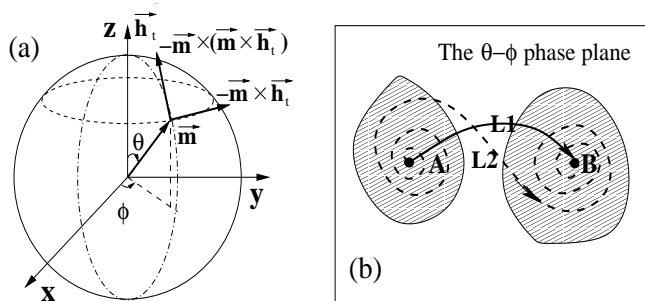 (a)
z
h_t
-m×(m×h_t)
-m×h_t
m
θ
y
ϕ
x
The θ-ϕ phase plane
L1
A
L2
B
(b)